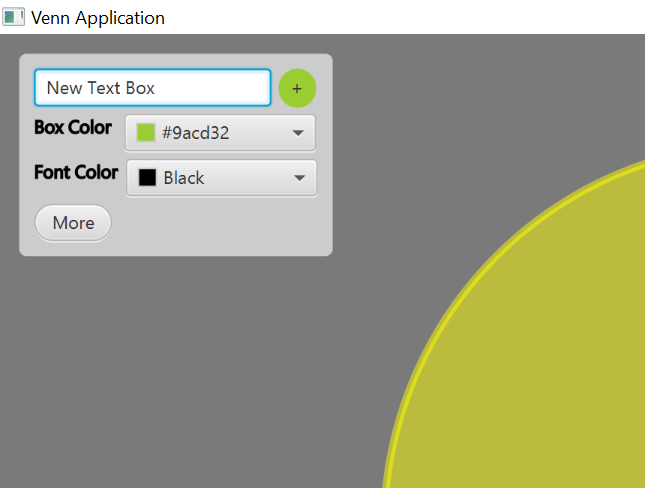 Venn Application
New Text Box
+
Box Color
#9acd32
Font Color
Black
More